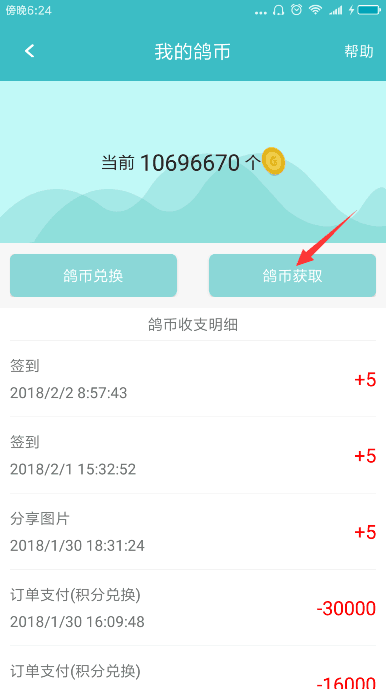 傍晚6:24
我的鸽币
帮助
当前 10696670 个
G
鸽币兑换
鸽币获取
鸽币收支明细
签到
+5
2018/2/2 8:57:43
签到
+5
2018/2/1 15:32:52
分享图片
+5
2018/1/30 18:31:24
订单支付(积分兑换)
-30000
2018/1/30 16:09:48
订单支付(积分兑换)
-16000